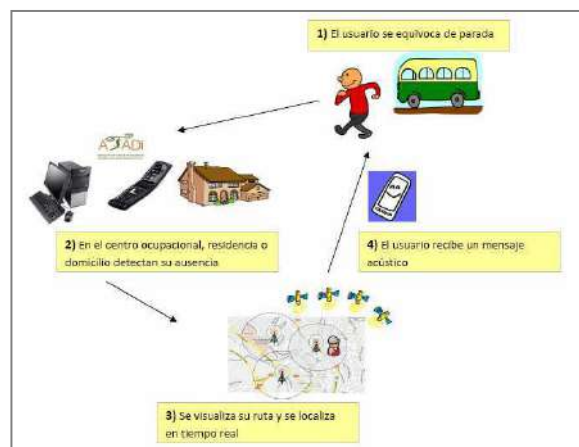 1) El usuario se equivoca de parada
2) En el centro ocupacional, residencia o
domicilio detectan su ausencia
4) El usuario recibe un mensaje
acústico
3) Se visualiza su ruta y se localiza
en tiempo real